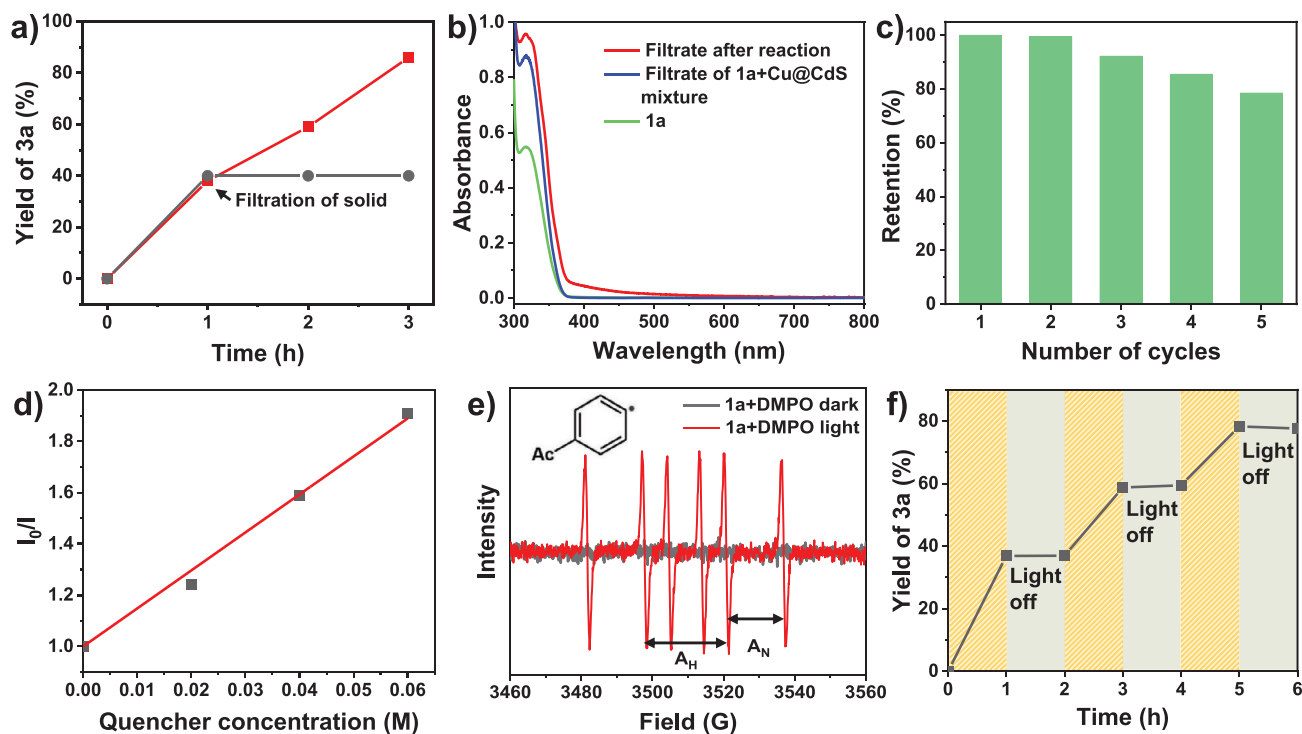 a)
100
80
60
40
20
0
Yield of 3a (%)
Filtration of solid
0
1
2
3
Time (h)
b)
1.0
0.8
0.6
0.4
0.2
0.0
Absorbance
Filtrate after reaction
Filtrate of 1a+Cu@CdS
mixture
1a
300
400
500
600
700
800
Wavelength (nm)
c)
100
80
60
40
20
0
Retention (%)
1
2
3
4
5
Number of cycles
d)
2.0
1.8
1.6
1.4
1.2
1.0
I0/I
0.00
0.01
0.02
0.03
0.04
0.05
0.06
Quencher concentration (M)
e)
Intensity
Ac
1a+DMPO dark
1a+DMPO light
AH
AN
3460
3480
3500
3520
3540
3560
Field (G)
f)
80
60
40
20
0
Yield of 3a (%)
Light
off
Light
off
Light
off
0
1
2
3
4
5
6
Time (h)